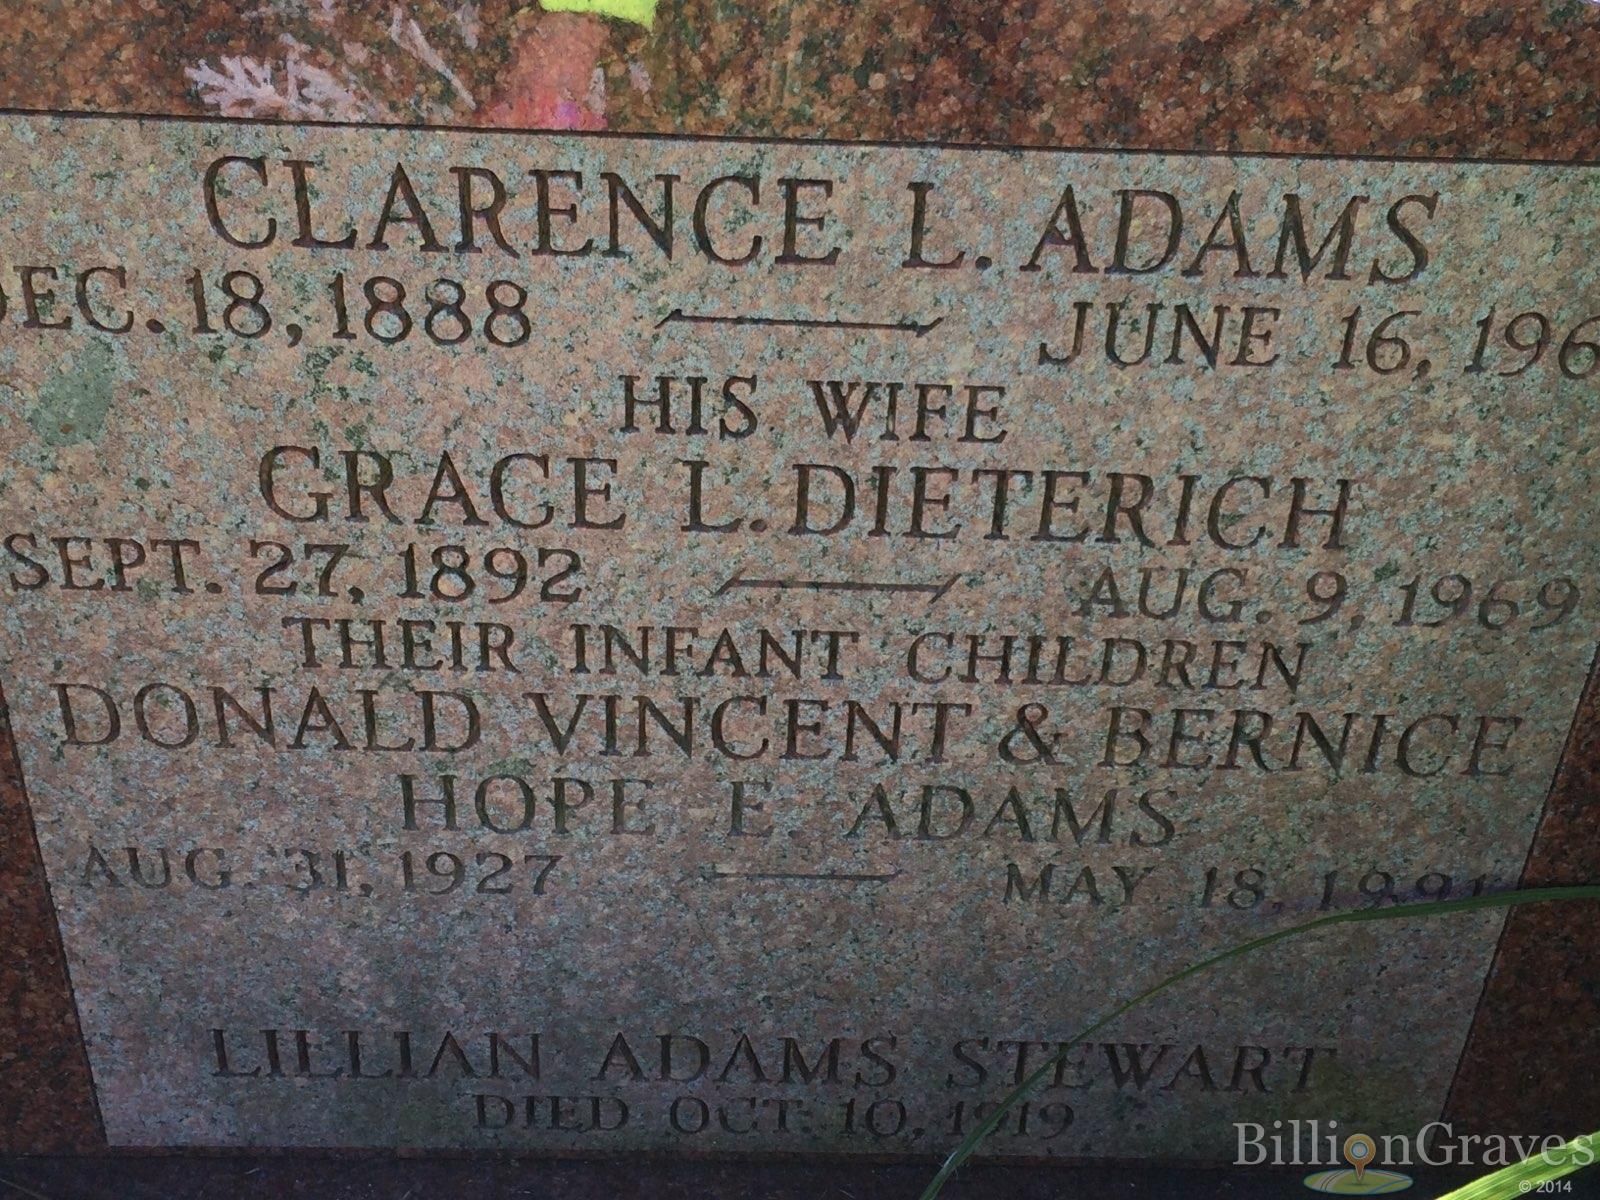 CLARENCE L. ADAMS
DEC. 18, 1888 — JUNE 16, 196
HIS WIFE
GRACE L. DIETERICH
SEPT. 27, 1892 — AUG. 9, 1969
THEIR INFANT CHILDREN
DONALD VINCENT & BERNICE
HOPE E. ADAMS
AUG. 31, 1927 — MAY 18, 1991
LILLIAN ADAMS STEWART
DIED OCT. 10, 1919
BillionGraves
© 2014